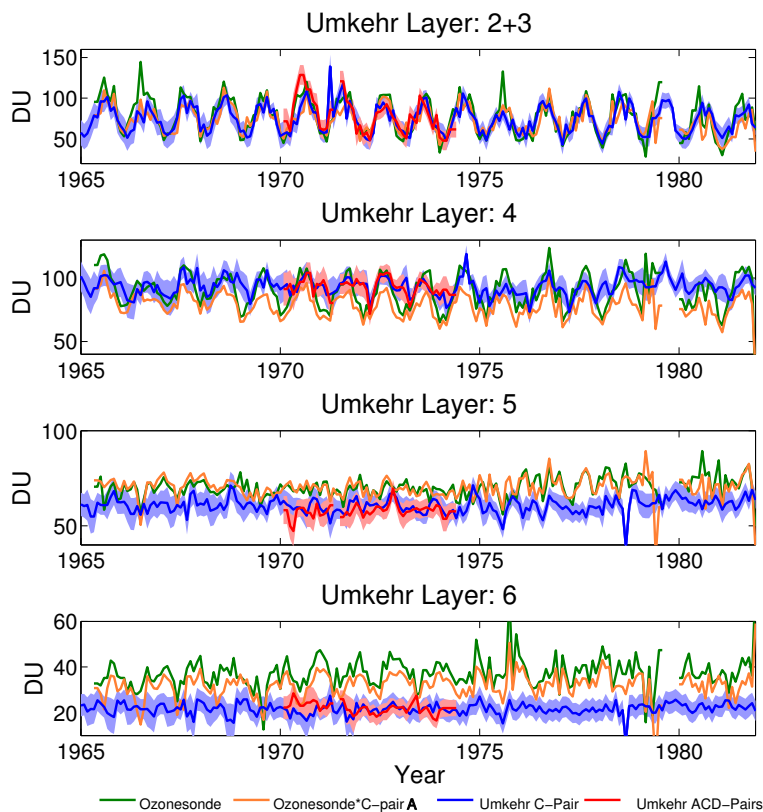 Umkehr Layer: 2+3
150
100
50
DU
1965 1970 1975 1980
Umkehr Layer: 4
100
50
DU
1965 1970 1975 1980
Umkehr Layer: 5
100
50
DU
1965 1970 1975 1980
Umkehr Layer: 6
60
40
20
DU
1965 1970 1975 1980
Year
Ozonesonde Ozonesonde*C−pair A Umkehr C−Pair Umkehr ACD−Pairs